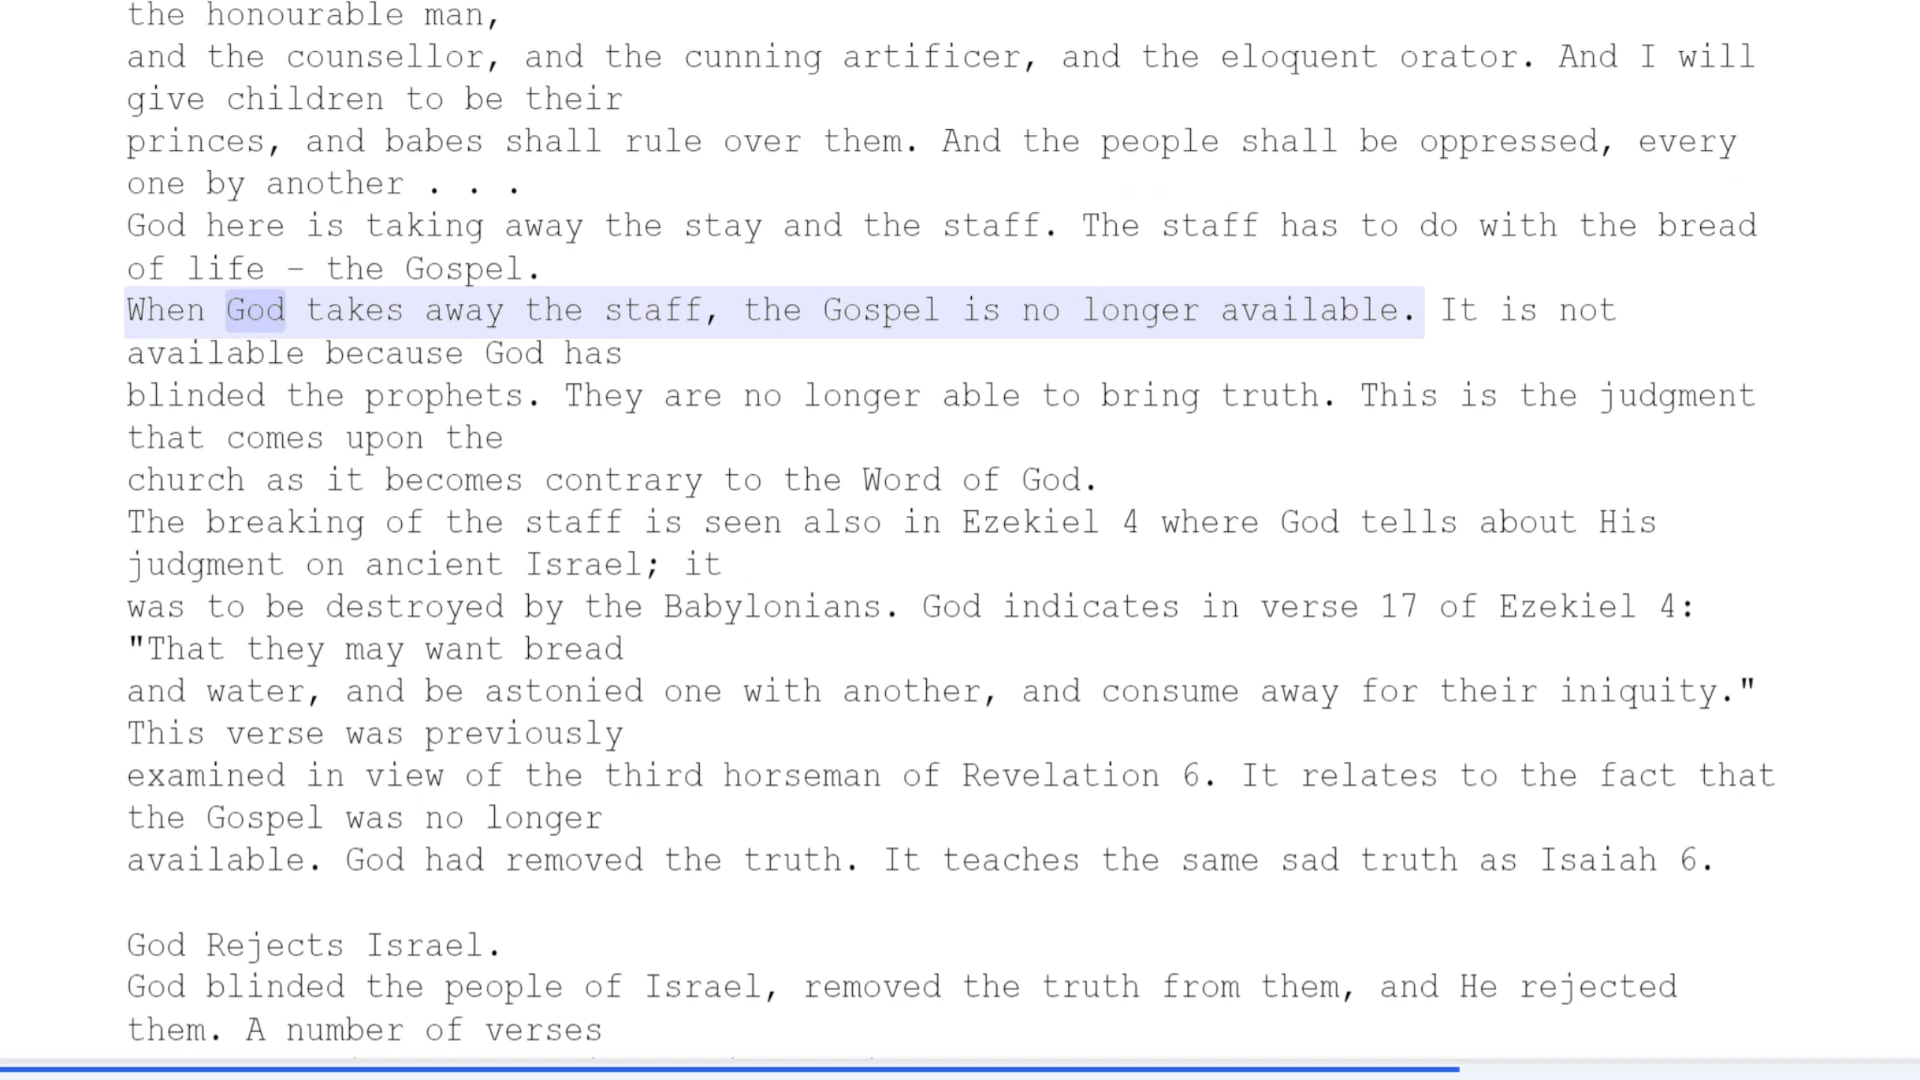 the honourable man,
and the counsellor, and the cunning artificer, and the eloquent orator. And I will
give children to be their
princes, and babes shall rule over them. And the people shall be oppressed, every
one by another . . .
God here is taking away the stay and the staff. The staff has to do with the bread
of life – the Gospel.
When God takes away the staff, the Gospel is no longer available. It is not
available because God has
blinded the prophets. They are no longer able to bring truth. This is the judgment
that comes upon the
church as it becomes contrary to the Word of God.
The breaking of the staff is seen also in Ezekiel 4 where God tells about His
judgment on ancient Israel; it
was to be destroyed by the Babylonians. God indicates in verse 17 of Ezekiel 4:
"That they may want bread
and water, and be astonied one with another, and consume away for their iniquity."
This verse was previously
examined in view of the third horseman of Revelation 6. It relates to the fact that
the Gospel was no longer
available. God had removed the truth. It teaches the same sad truth as Isaiah 6.
God Rejects Israel.
God blinded the people of Israel, removed the truth from them, and He rejected
them. A number of verses